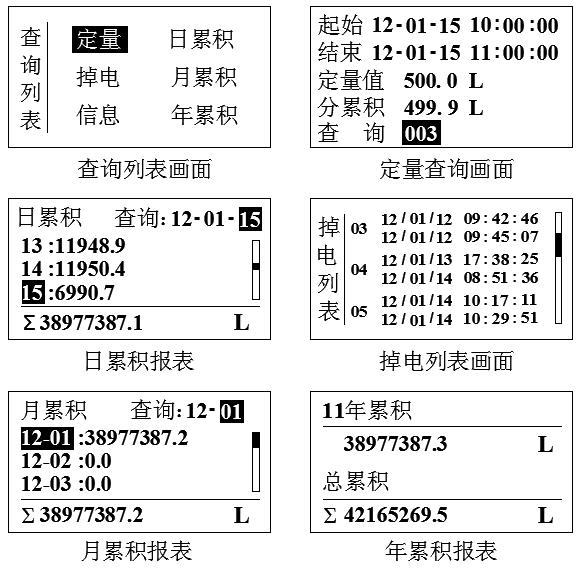 查询列表
定量 日累积
掉电 月累积
信息 年累积
查询列表画面
起始 12-01-15 10:00:00
结束 12-01-15 11:00:00
定量值 500.0 L
分累积 499.9 L
查 询 003
定量查询画面
日累积 查询:12-01-15
13:11948.9
14:11950.4
15:6990.7
Σ38977387.1 L
日累积报表
掉电列表
03 12/01/12 09:42:46
12/01/12 09:45:07
04 12/01/13 17:38:25
12/01/14 08:51:36
05 12/01/14 10:17:11
12/01/14 10:29:51
掉电列表画面
月累积 查询:12-01
12-01:38977387.2
12-02:0.0
12-03:0.0
Σ38977387.2 L
月累积报表
11年累积
38977387.3 L
总累积
Σ 42165269.5 L
年累积报表